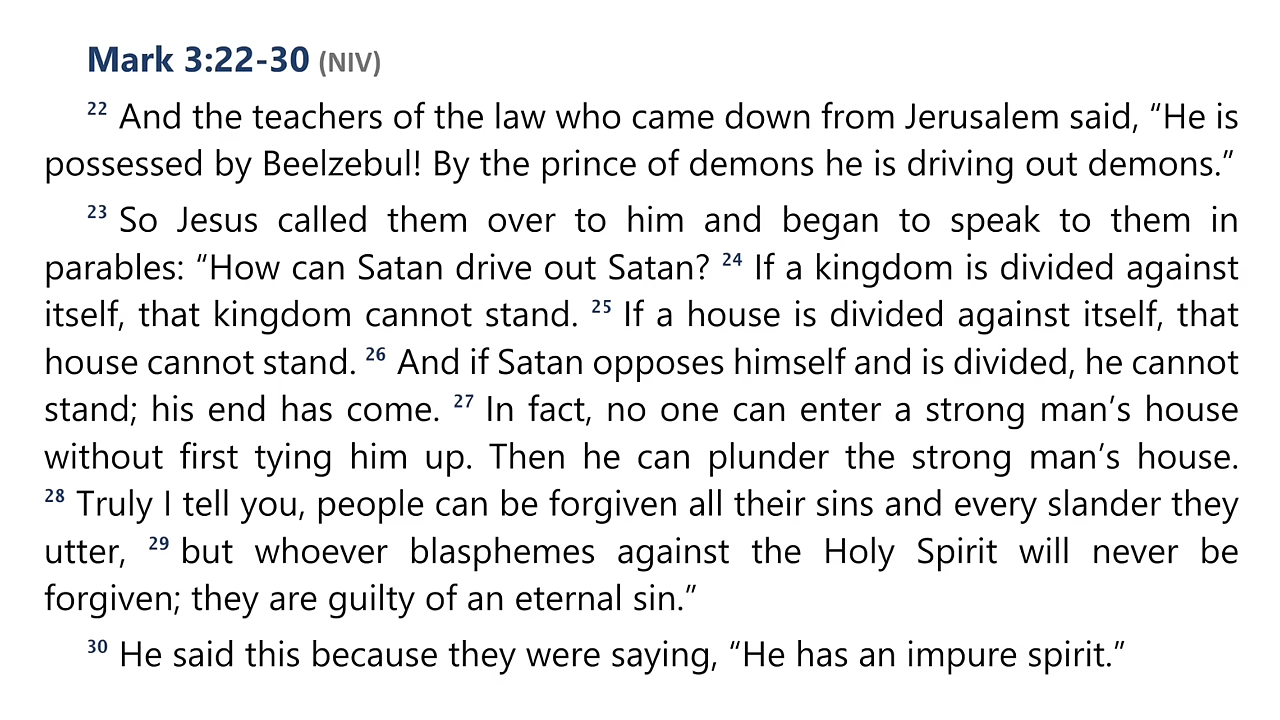 Mark 3:22-30 (NIV)
22 And the teachers of the law who came down from Jerusalem said, “He is
possessed by Beelzebul! By the prince of demons he is driving out demons.”
23 So Jesus called them over to him and began to speak to them in
parables: “How can Satan drive out Satan? 24 If a kingdom is divided against
itself, that kingdom cannot stand. 25 If a house is divided against itself, that
house cannot stand. 26 And if Satan opposes himself and is divided, he cannot
stand; his end has come. 27 In fact, no one can enter a strong man’s house
without first tying him up. Then he can plunder the strong man’s house.
28 Truly I tell you, people can be forgiven all their sins and every slander they
utter, 29 but whoever blasphemes against the Holy Spirit will never be
forgiven; they are guilty of an eternal sin.”
30 He said this because they were saying, “He has an impure spirit.”